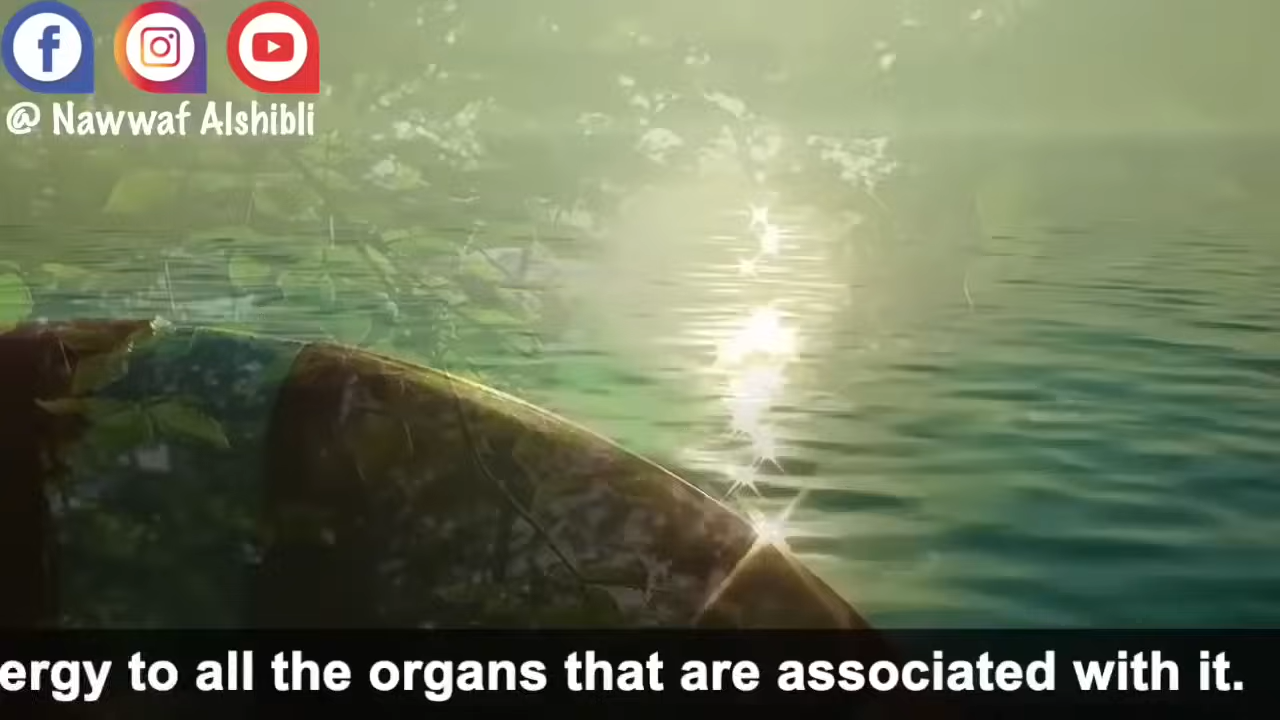 @ Nawwaf Alshibli
ergy to all the organs that are associated with it.